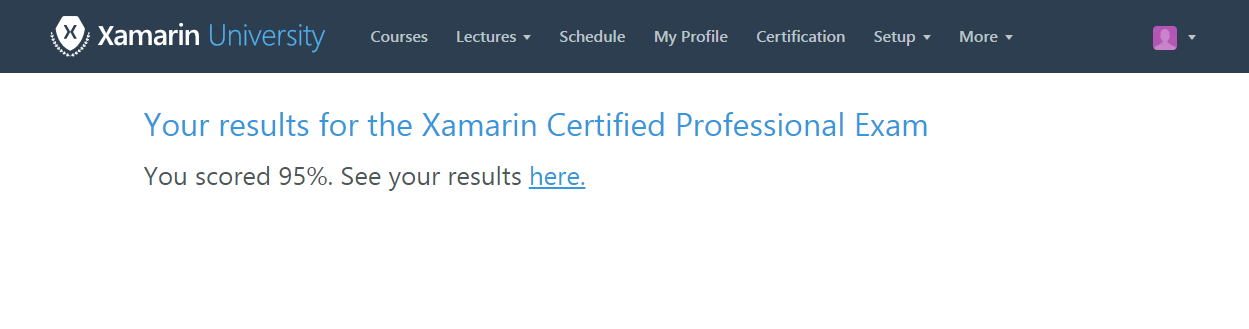 X Xamarin University Courses Lectures Schedule My Profile Certification Setup More
Your results for the Xamarin Certified Professional Exam
You scored 95%. See your results here.